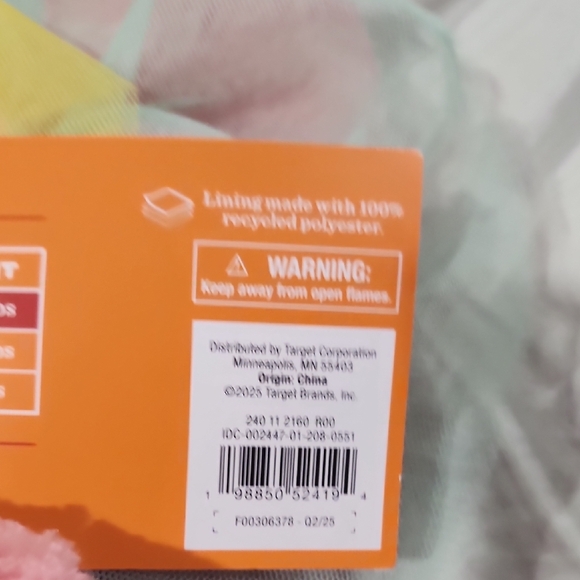 Lining made with 100%
recycled polyester.
WARNING:
Keep away from open flames.
Distributed by Target Corporation
Minneapolis, MN 55403
Origin: China
©2025 Target Brands, Inc.
240 11 2160 R00
IDC-002447-01-208-0551
1 98850 52419 4
F00306378 - 02/25